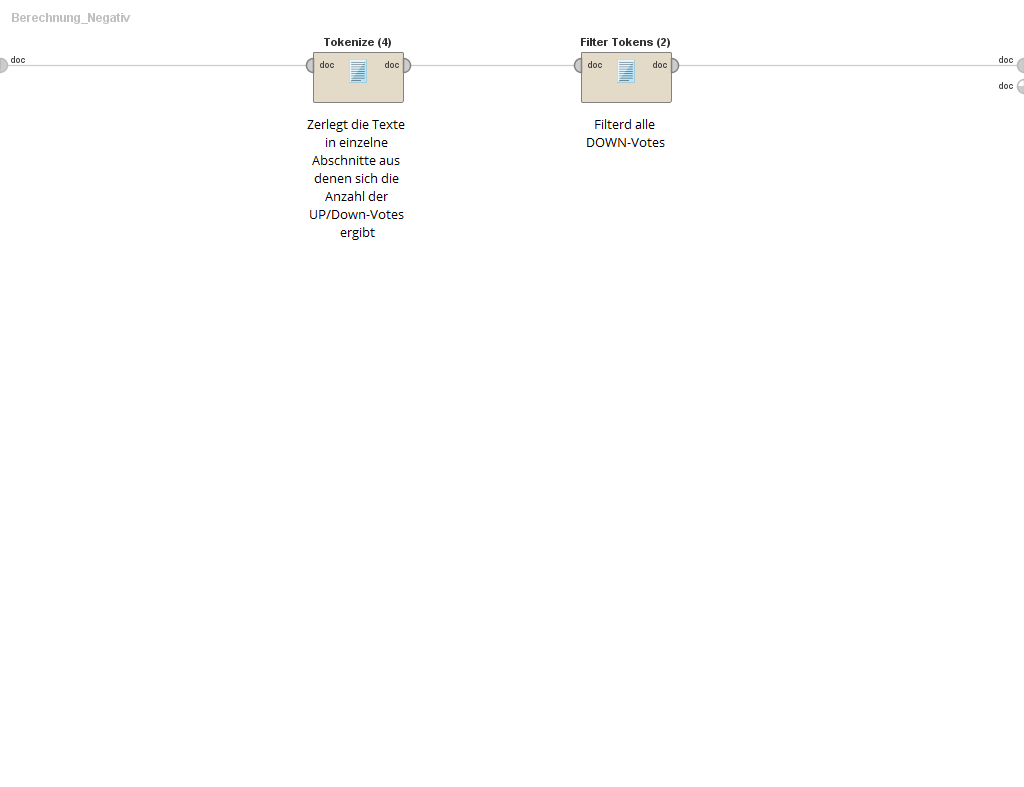 Berechnung_Negativ
Tokenize (4)
Filter Tokens (2)
doc
doc
doc
doc
doc
doc
doc
Zerlegt die Texte
in einzelne
Abschnitte aus
denen sich die
Anzahl der
UP/Down-Votes
ergibt
Filterd alle
DOWN-Votes